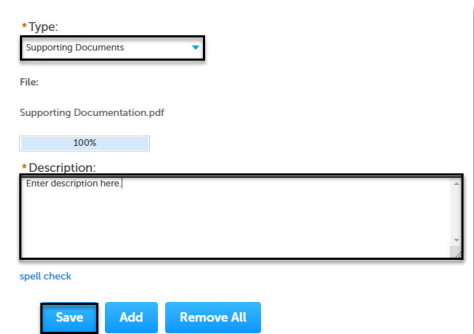 *Type:
Supporting Documents
File:
Supporting Documentation.pdf
100%
*Description:
Enter description here.
spell check
Save Add Remove All